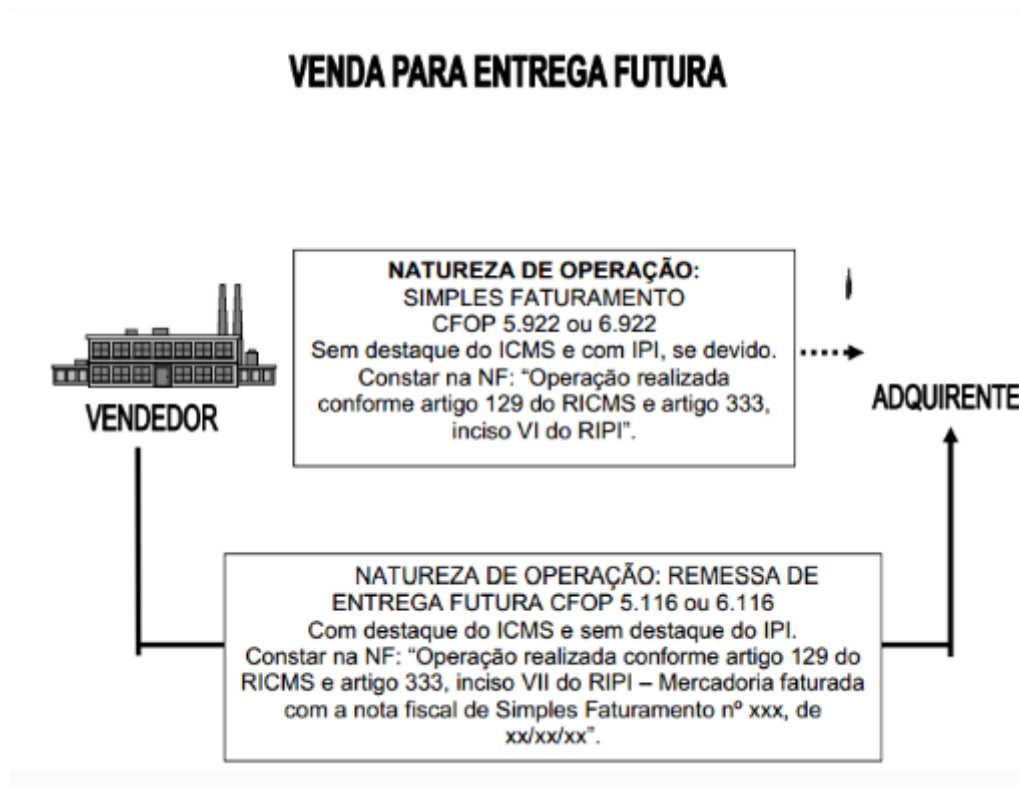 VENDA PARA ENTREGA FUTURA
NATUREZA DE OPERAÇÃO:
SIMPLES FATURAMENTO
CFOP 5.922 ou 6.922
Sem destaque do ICMS e com IPI, se devido.
Constar na NF: “Operação realizada
conforme artigo 129 do RICMS e artigo 333,
inciso VI do RIPI”.
VENDEDOR
ADQUIRENTE
NATUREZA DE OPERAÇÃO: REMESSA DE
ENTREGA FUTURA CFOP 5.116 ou 6.116
Com destaque do ICMS e sem destaque do IPI.
Constar na NF: “Operação realizada conforme artigo 129 do
RICMS e artigo 333, inciso VII do RIPI – Mercadoria faturada
com a nota fiscal de Simples Faturamento nº xxx, de
xx/xx/xx”.